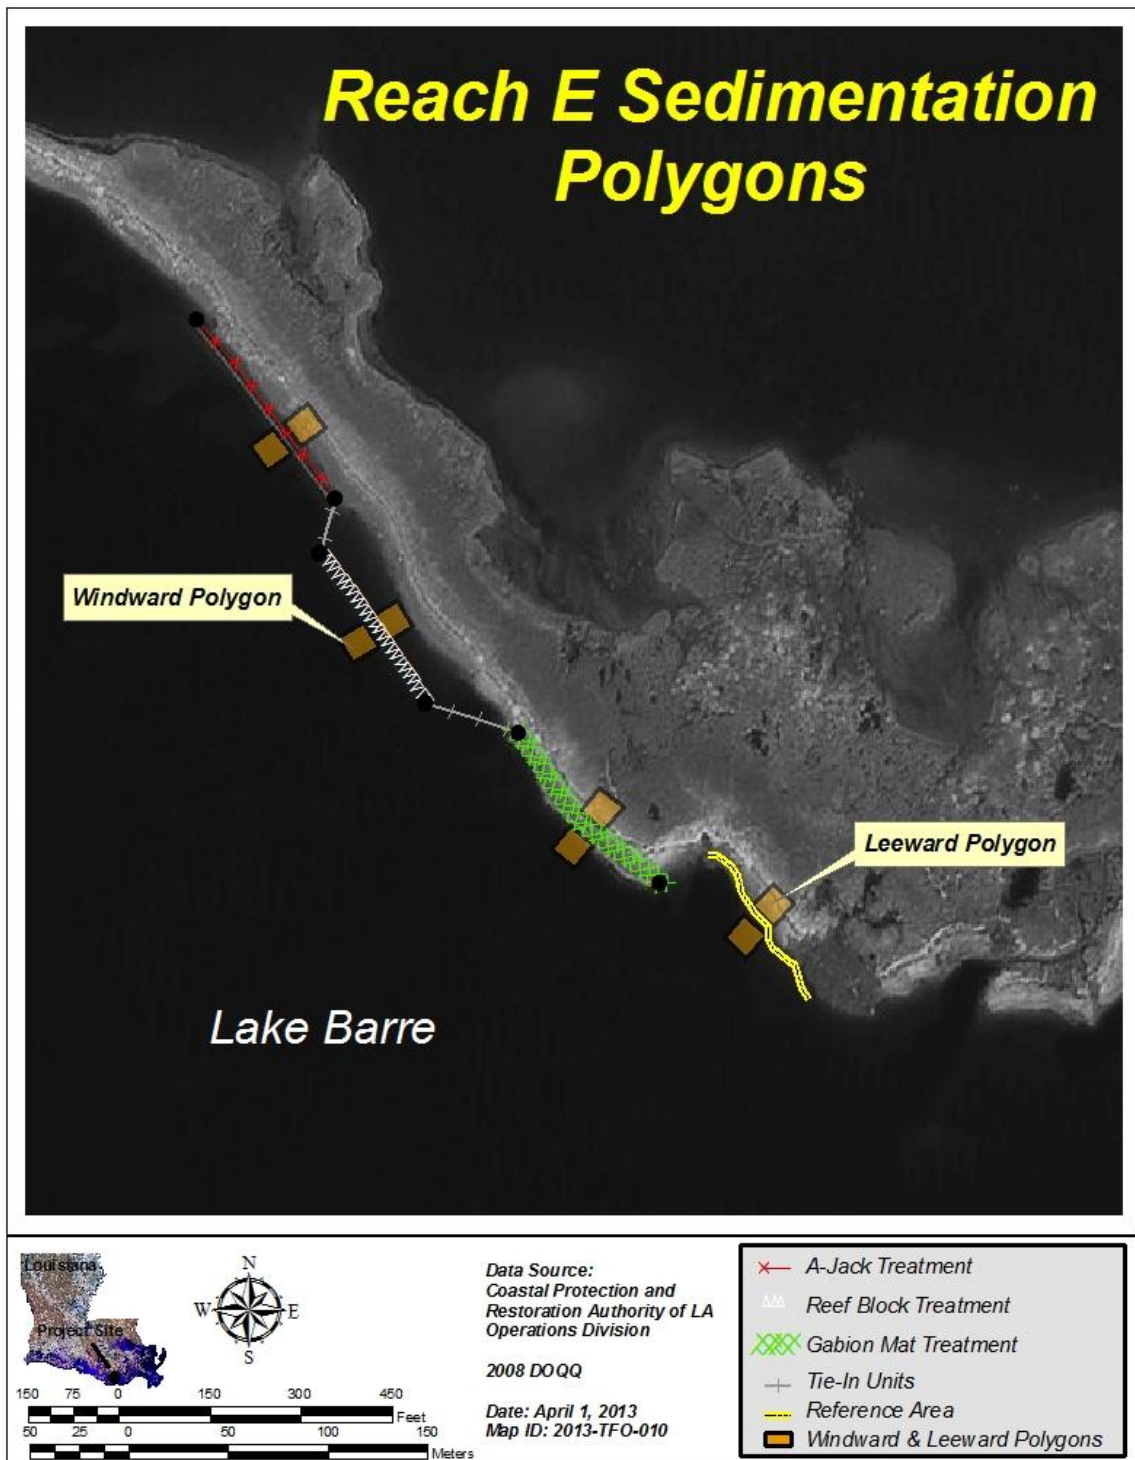 Reach E Sedimentation
Polygons
Windward Polygon
Leeward Polygon
Lake Barre
Louisiana
Project Site
N
W
E
S
150 75 0 150 300 450
Feet
50 25 0 50 100 150
Meters
Data Source:
Coastal Protection and
Restoration Authority of LA
Operations Division
2008 DOQQ
Date: April 1, 2013
Map ID: 2013-TFO-010
A-Jack Treatment
Reef Block Treatment
Gabion Mat Treatment
Tie-In Units
Reference Area
Windward & Leeward Polygons